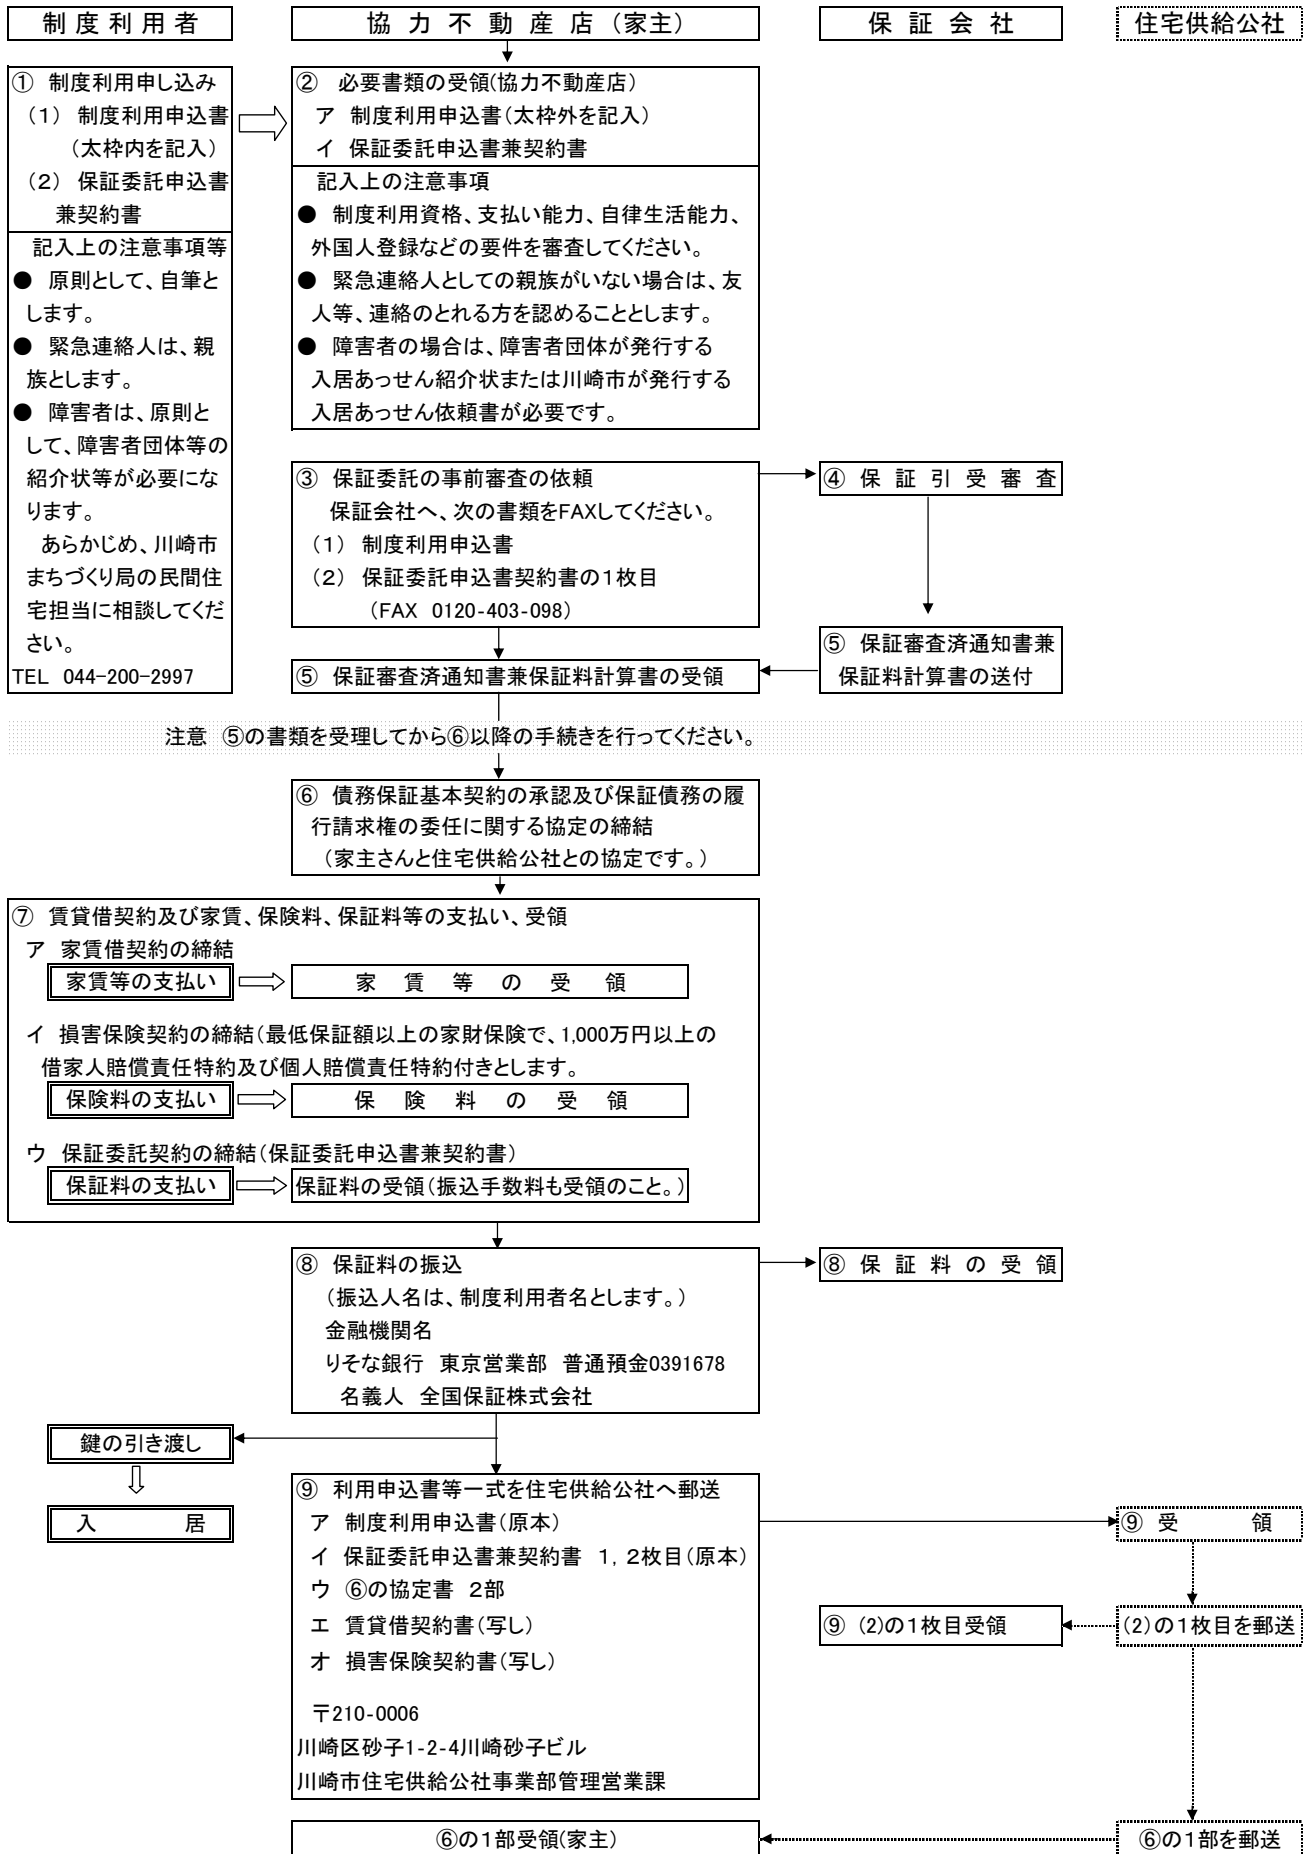 制度利用者
協力不動産店（家主）
保証会社
住宅供給公社
① 制度利用申し込み
（１） 制度利用申込書
（太枠内を記入）
（２） 保証委託申込書
兼契約書
記入上の注意事項等
● 原則として、自筆と
します。
● 緊急連絡人は、親
族とします。
● 障害者は、原則と
して、障害者団体等の
紹介状等が必要にな
ります。
あらかじめ、川崎市
まちづくり局の民間住
宅担当に相談してくだ
さい。
TEL 044-200-2997
② 必要書類の受領(協力不動産店）
ア 制度利用申込書（太枠外を記入）
イ 保証委託申込書兼契約書
記入上の注意事項
● 制度利用資格、支払い能力、自律生活能力、
外国人登録などの要件を審査してください。
● 緊急連絡人としての親族がいない場合は、友
人等、連絡のとれる方を認めることとします。
● 障害者の場合は、障害者団体が発行する
入居あっせん紹介状または川崎市が発行する
入居あっせん依頼書が必要です。
③ 保証委託の事前審査の依頼
保証会社へ、次の書類をFAXしてください。
（１） 制度利用申込書
（２） 保証委託申込書契約書の１枚目
（FAX 0120-403-098）
④ 保証引受審査
⑤ 保証審査済通知書兼
保証料計算書の送付
⑤ 保証審査済通知書兼保証料計算書の受領
注意 ⑤の書類を受理してから⑥以降の手続きを行ってください。
⑥ 債務保証基本契約の承認及び保証債務の履
行請求権の委任に関する協定の締結
（家主さんと住宅供給公社との協定です。）
⑦ 賃貸借契約及び家賃、保険料、保証料等の支払い、受領
ア 家賃借契約の締結
家賃等の支払い
家賃等の受領
イ 損害保険契約の締結（最低保証額以上の家財保険で、1,000万円以上の
借家人賠償責任特約及び個人賠償責任特約付きとします。
保険料の支払い
保険料の受領
ウ 保証委託契約の締結（保証委託申込書兼契約書）
保証料の支払い
保証料の受領（振込手数料も受領のこと。）
⑧ 保証料の振込
（振込人名は、制度利用者名とします。）
金融機関名
りそな銀行 東京営業部 普通預金0391678
名義人 全国保証株式会社
⑧ 保証料の受領
鍵の引き渡し
入居
⑨ 利用申込書等一式を住宅供給公社へ郵送
ア 制度利用申込書（原本）
イ 保証委託申込書兼契約書 １，２枚目（原本）
ウ ⑥の協定書 ２部
エ 賃貸借契約書（写し）
オ 損害保険契約書（写し）
〒210-0006
川崎区砂子1-2-4川崎砂子ビル
川崎市住宅供給公社事業部管理営業課
⑨ 受領
⑨ (2)の１枚目受領
(2)の１枚目を郵送
⑥の１部受領(家主）
⑥の１部を郵送